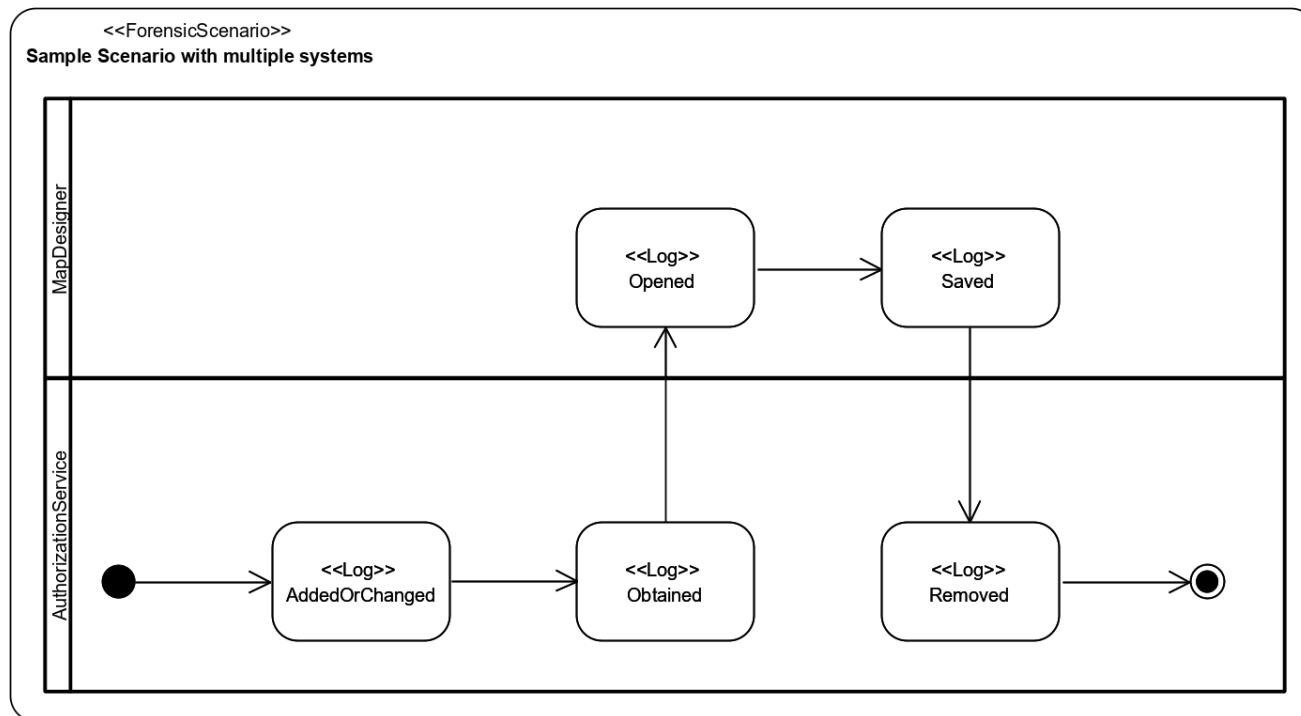 <<ForensicScenario>>
Sample Scenario with multiple systems
MapDesigner
<<Log>>
Opened
<<Log>>
Saved
AuthorizationService
<<Log>>
AddedOrChanged
<<Log>>
Obtained
<<Log>>
Removed